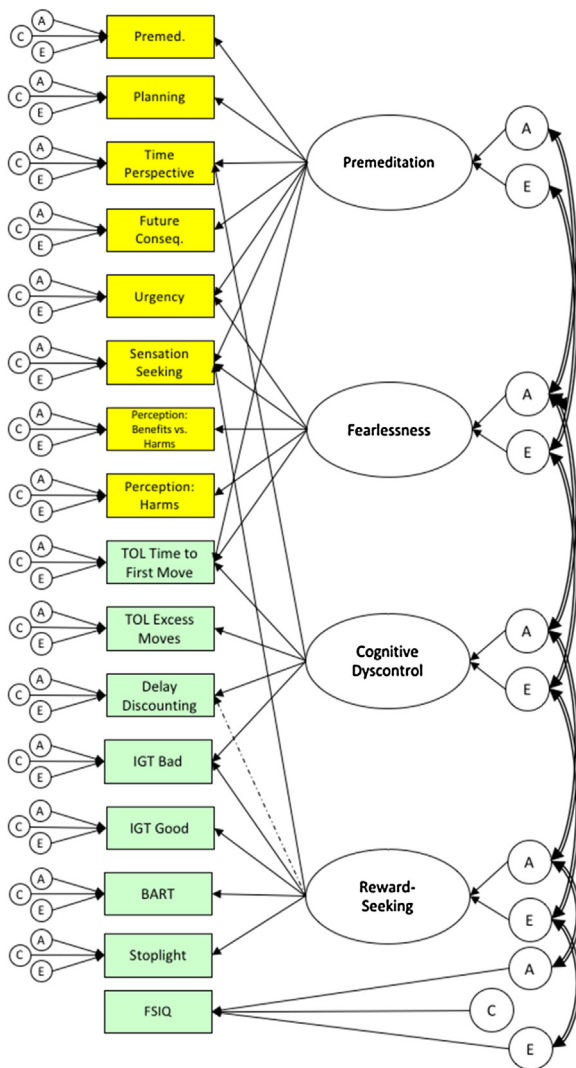 A
C
E
Premed.
A
C
E
Planning
A
C
E
Time
Perspective
A
C
E
Future
Conseq.
A
C
E
Urgency
A
C
E
Sensation
Seeking
A
C
E
Perception:
Benefits vs.
Harms
A
C
E
Perception:
Harms
A
C
E
TOL Time to
First Move
A
C
E
TOL Excess
Moves
A
C
E
Delay
Discounting
A
C
E
IGT Bad
A
C
E
IGT Good
A
C
E
BART
A
C
E
Stoplight
FSIQ
Premeditation
A
E
Fearlessness
A
E
Cognitive
Dyscontrol
A
E
Reward-
Seeking
A
E
A
C
E